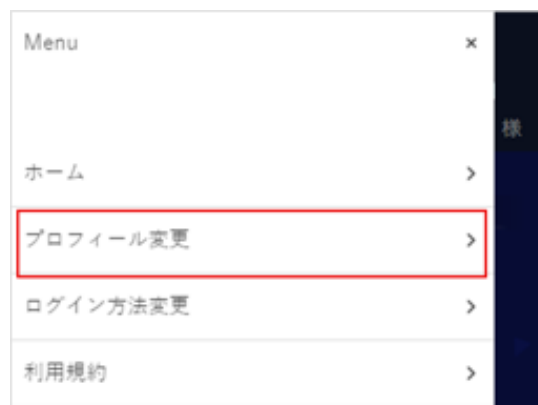 Menu ×
様
ホーム >
プロフィール変更 >
ログイン方法変更 >
利用規約 >